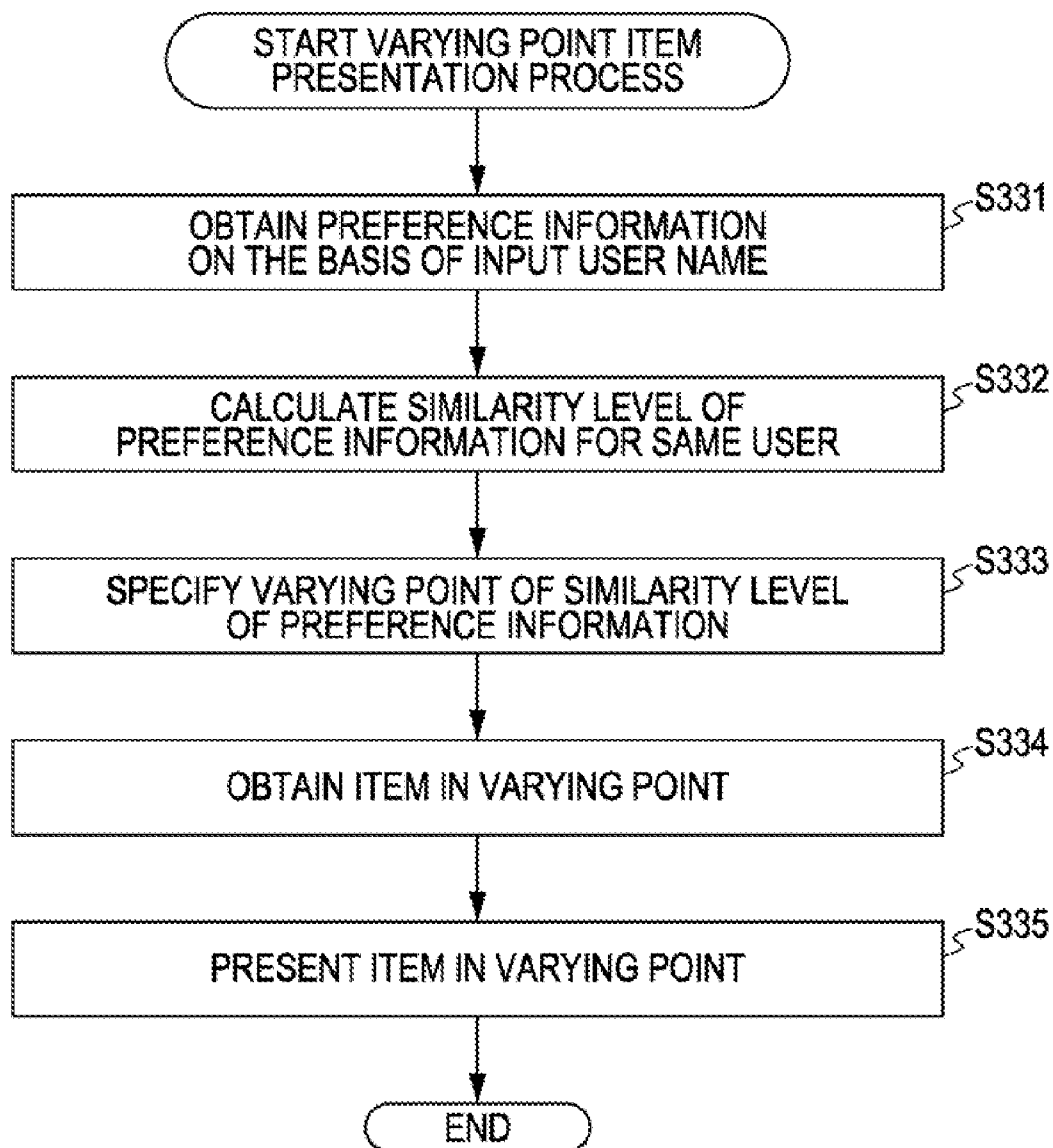 START VARYING POINT ITEM
PRESENTATION PROCESS
S331
OBTAIN PREFERENCE INFORMATION
ON THE BASIS OF INPUT USER NAME
S332
CALCULATE SIMILARITY LEVEL OF
PREFERENCE INFORMATION FOR SAME USER
S333
SPECIFY VARYING POINT OF SIMILARITY LEVEL
OF PREFERENCE INFORMATION
S334
OBTAIN ITEM IN VARYING POINT
S335
PRESENT ITEM IN VARYING POINT
END